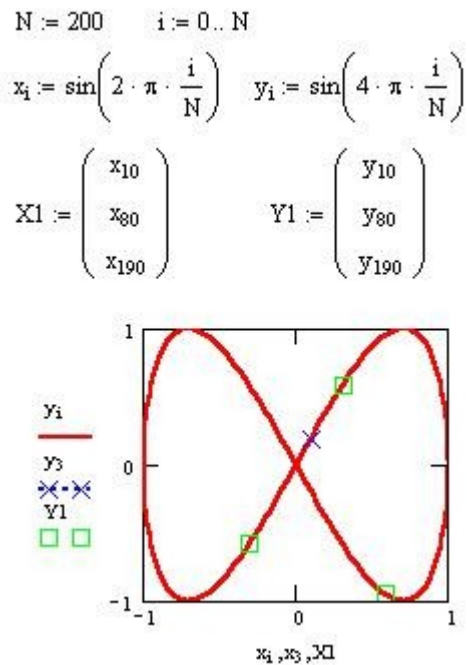 N := 200 i := 0 .. N
x_i := sin(2 · π · i/N) y_i := sin(4 · π · i/N)
X1 := (x_10 x_80 x_190) Y1 := (y_10 y_80 y_190)
y_i
y_3
Y1
1
0
−1
−1 0 1
x_i , x_3 , X1